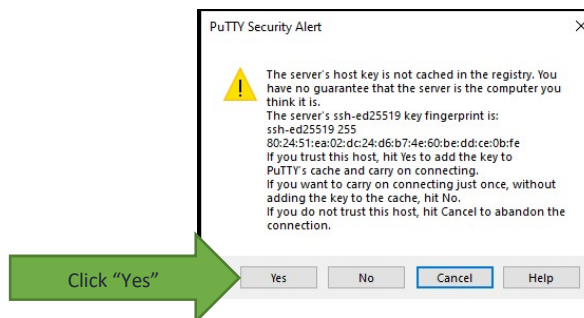 PuTTY Security Alert
The server's host key is not cached in the registry. You
have no guarantee that the server is the computer you
think it is.
The server's ssh-ed25519 key fingerprint is:
ssh-ed25519 255
80:24:51:ea:02:dc:24:d6:b7:4e:60:be:dd:ce:0b:fe
If you trust this host, hit Yes to add the key to
PuTTY's cache and carry on connecting.
If you want to carry on connecting just once, without
adding the key to the cache, hit No.
If you do not trust this host, hit Cancel to abandon the
connection.
Click “Yes”
Yes No Cancel Help